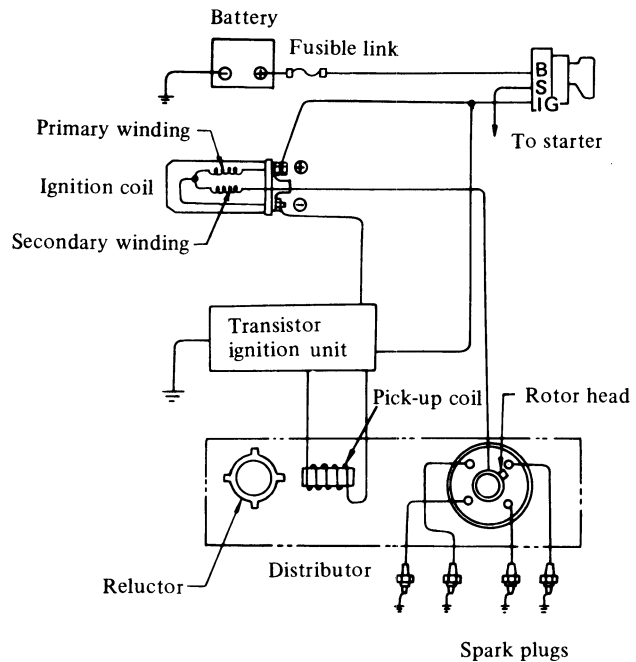 Battery
Fusible link
B
S
IG
To starter
Primary winding
Ignition coil
Secondary winding
Transistor
ignition unit
Pick-up coil
Rotor head
Reluctor
Distributor
Spark plugs